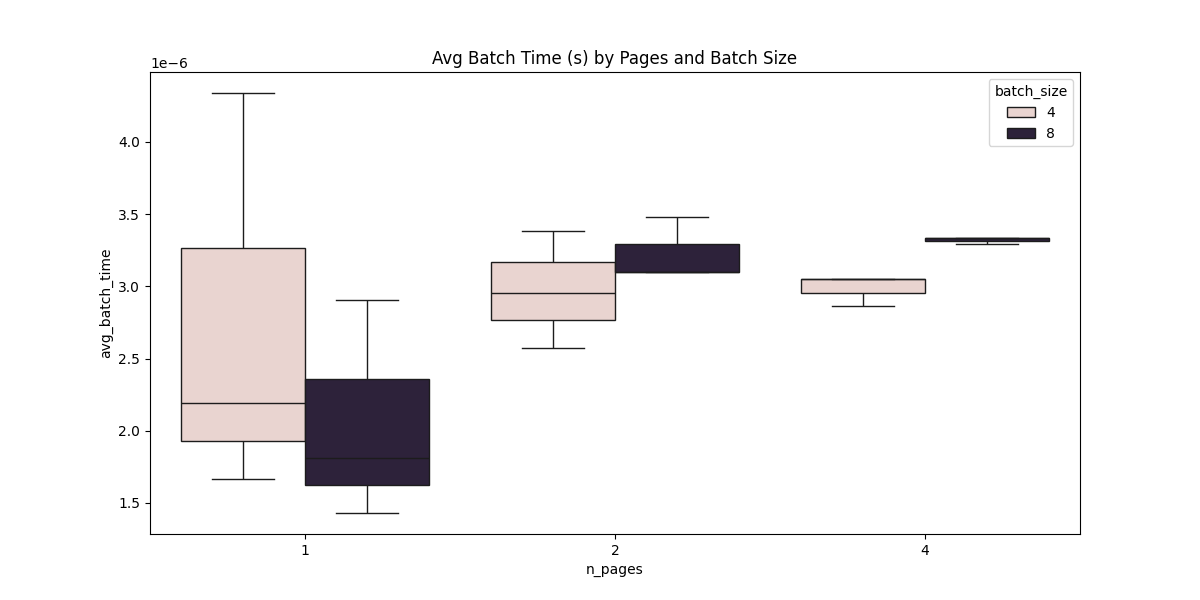 Avg Batch Time (s) by Pages and Batch Size
1e−6
batch_size
4
8
4.0
3.5
3.0
2.5
2.0
1.5
avg_batch_time
1 2 4
n_pages